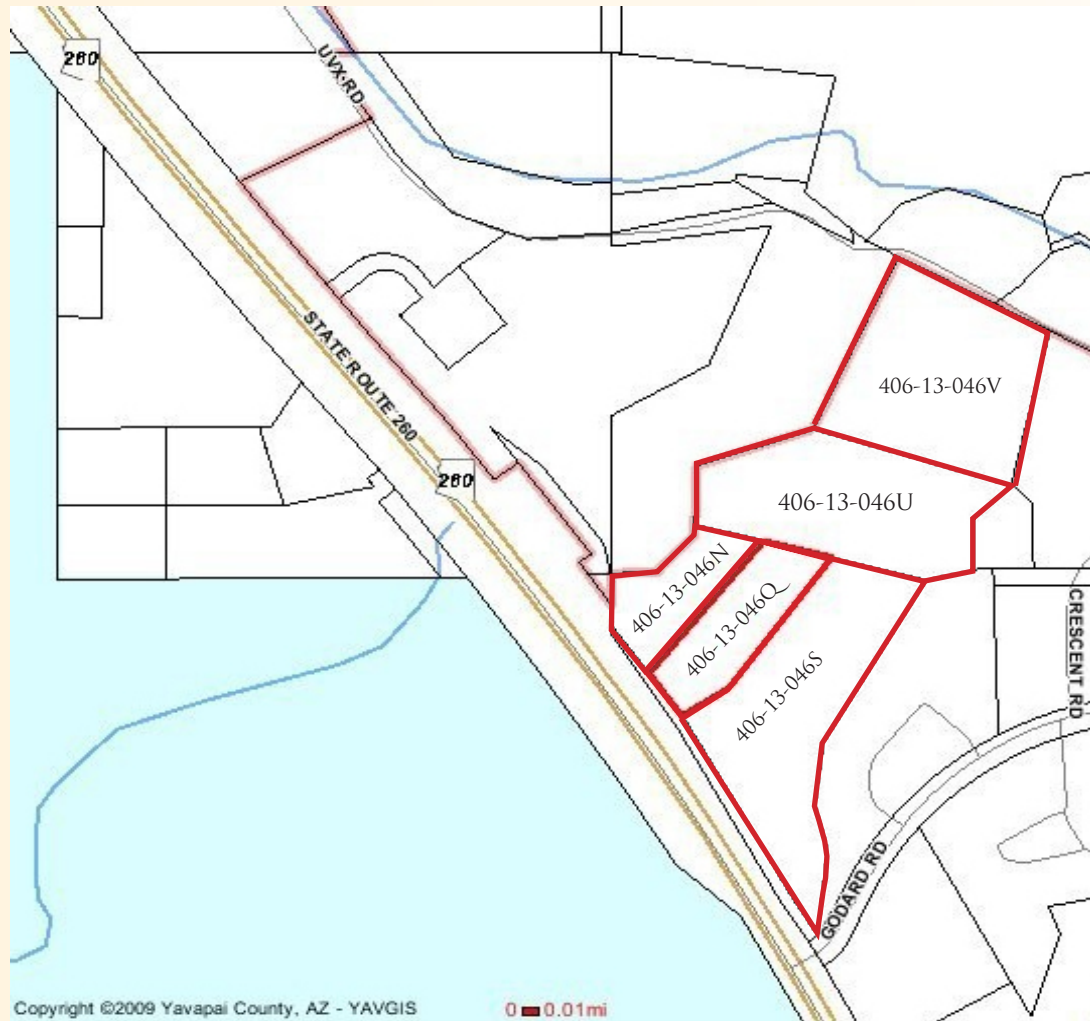 260
UVX RD
STATE ROUTE 260
260
406-13-046V
406-13-046U
406-13-046N
406-13-046Q
406-13-046S
CRESCENT RD
GODARD RD
Copyright ©2009 Yavapai County, AZ - YAVGIS
0 0.01mi